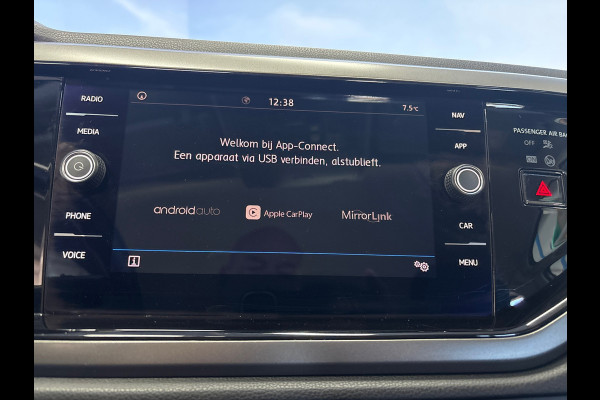 RADIO
MEDIA
PHONE
VOICE
12:38
7.5°C
Welkom bij App-Connect.
Een apparaat via USB verbinden, alstublieft.
androidauto
Apple CarPlay
MirrorLink
NAV
APP
CAR
MENU
PASSENGER AIR BAG
OFF